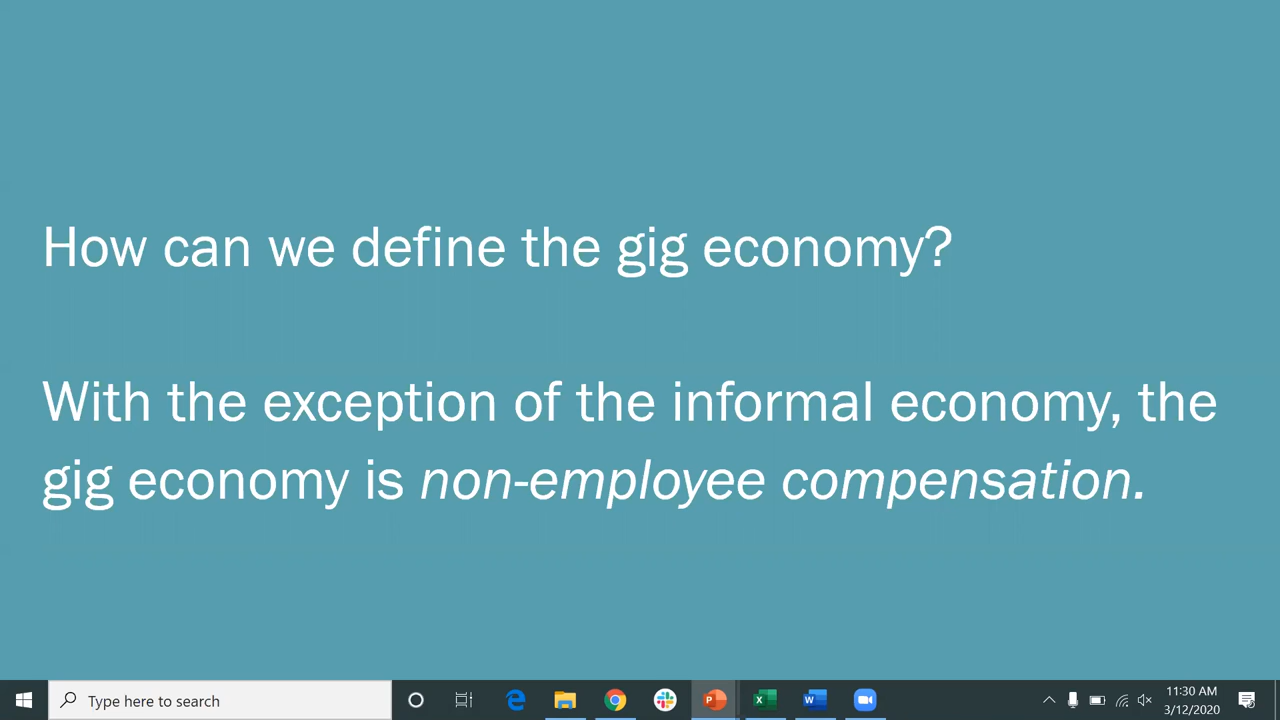 How can we define the gig economy?
With the exception of the informal economy, the
gig economy is non-employee compensation.
Type here to search
11:30 AM
3/12/2020